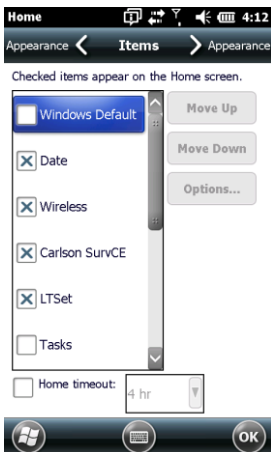 Home 4:12
Appearance Items Appearance
Checked items appear on the Home screen.
Windows Default
Move Up
Date
Move Down
Options...
Wireless
Carlson SurvCE
LTSet
Tasks
Home timeout:
4 hr
OK